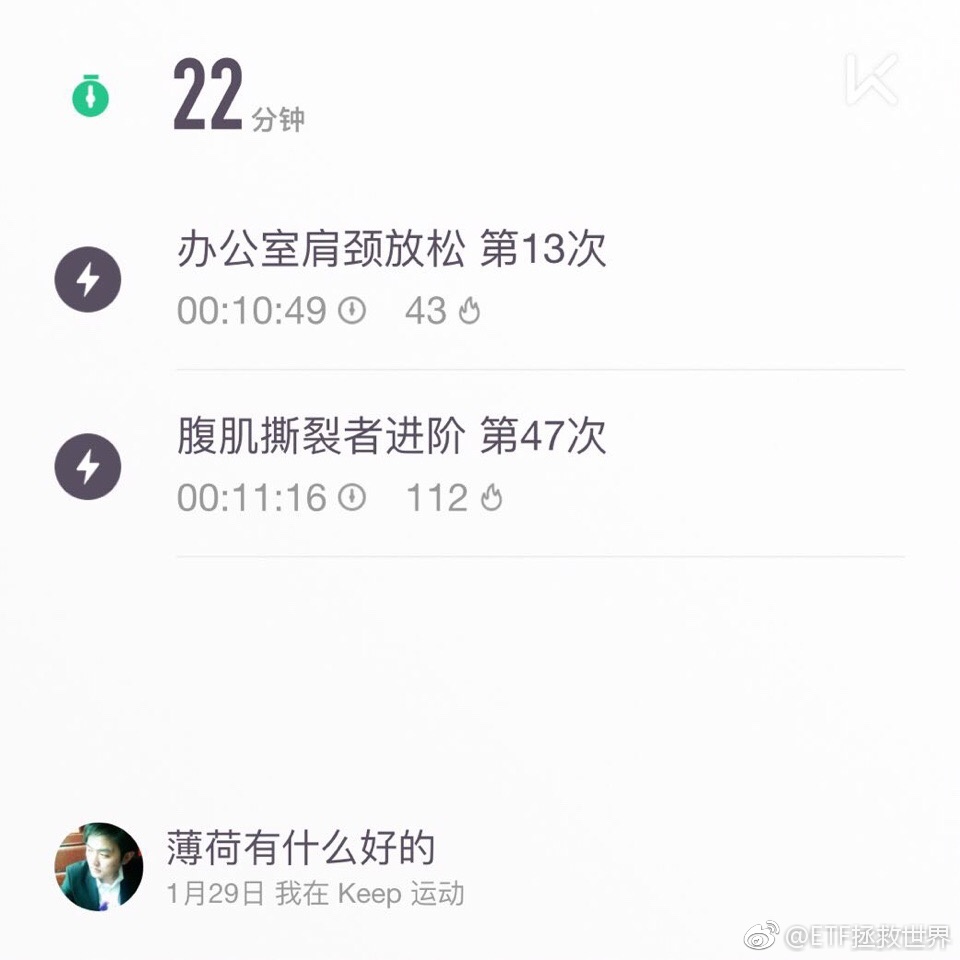 22分钟
办公室肩颈放松 第13次
00:10:49 43
腹肌撕裂者进阶 第47次
00:11:16 112
薄荷有什么好的
1月29日 我在 Keep 运动
@ETF拯救世界